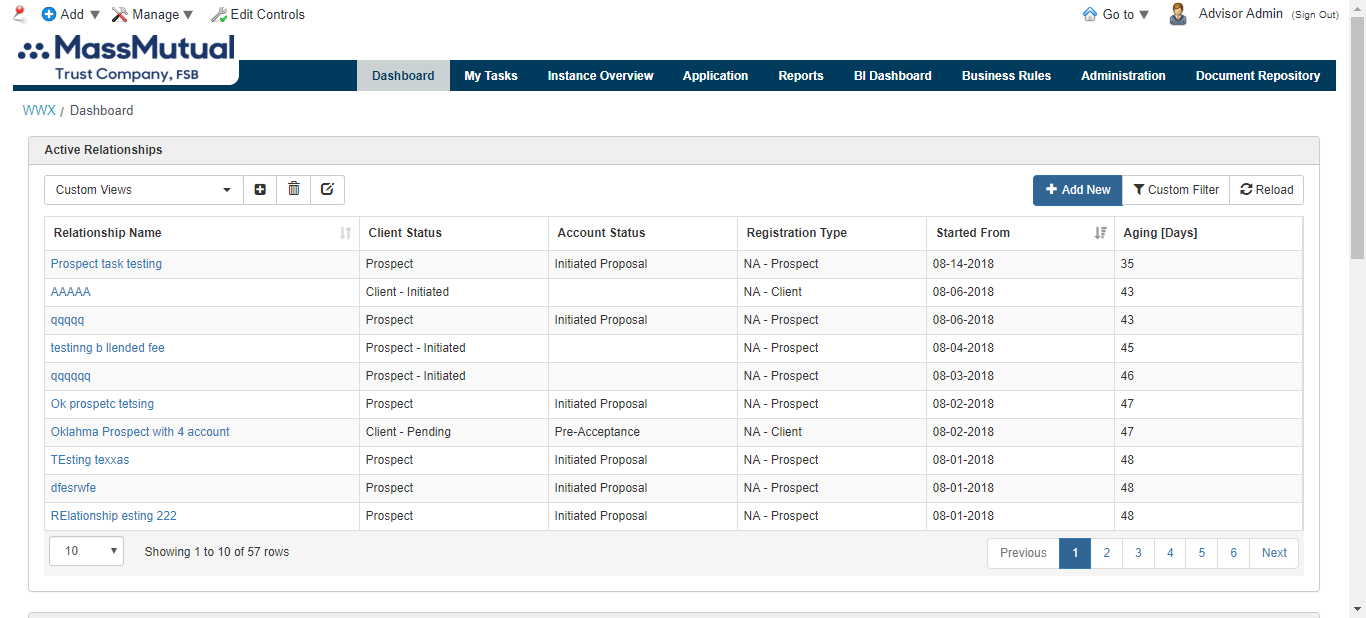 Add Manage Edit Controls Go to Advisor Admin (Sign Out)
MassMutual
Trust Company, FSB
Dashboard My Tasks Instance Overview Application Reports BI Dashboard Business Rules Administration Document Repository
WWX / Dashboard
Active Relationships
Custom Views Add New Custom Filter Reload
Relationship Name Client Status Account Status Registration Type Started From Aging [Days]
Prospect task testing Prospect Initiated Proposal NA - Prospect 08-14-2018 35
AAAAA Client - Initiated NA - Client 08-06-2018 43
qqqqq Prospect Initiated Proposal NA - Prospect 08-06-2018 43
testinng b llended fee Prospect - Initiated NA - Prospect 08-04-2018 45
qqqqqq Prospect - Initiated NA - Prospect 08-03-2018 46
Ok prospetc tetsing Prospect Initiated Proposal NA - Prospect 08-02-2018 47
Oklahma Prospect with 4 account Client - Pending Pre-Acceptance NA - Client 08-02-2018 47
TEsting texxas Prospect Initiated Proposal NA - Prospect 08-01-2018 48
dfesrwfe Prospect Initiated Proposal NA - Prospect 08-01-2018 48
RElationship esting 222 Prospect Initiated Proposal NA - Prospect 08-01-2018 48
10 Showing 1 to 10 of 57 rows Previous 1 2 3 4 5 6 Next